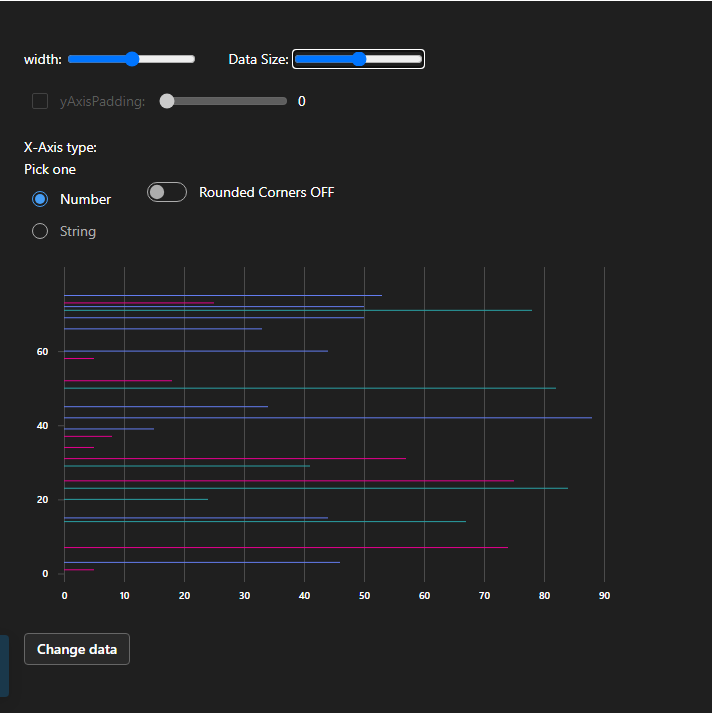 width: Data Size:
yAxisPadding: 0
X-Axis type:
Pick one
Number
Rounded Corners OFF
String
60
40
20
0
0 10 20 30 40 50 60 70 80 90
Change data